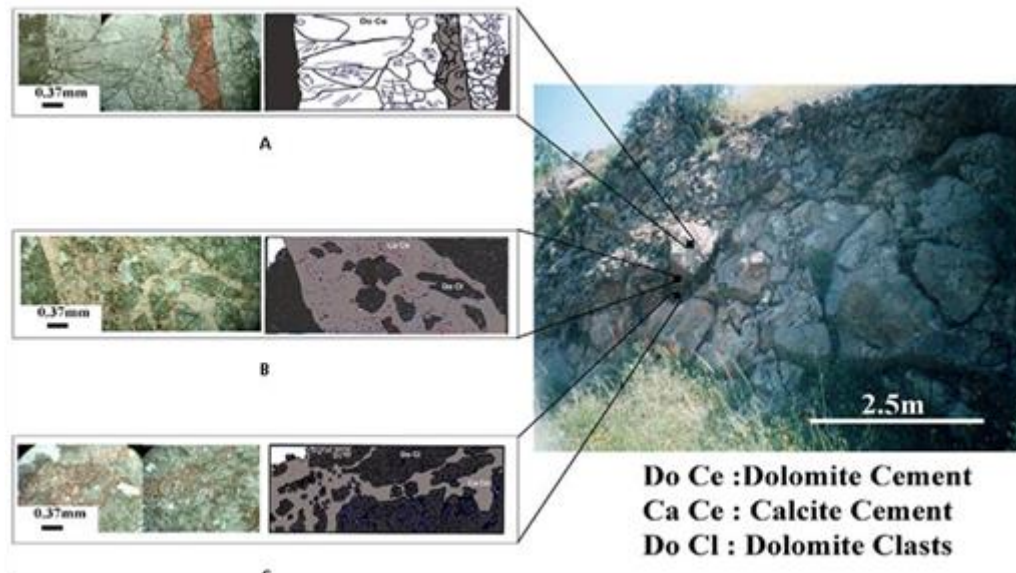 Do Ce
0.37mm
A
Ca Ce
Do Cl
0.37mm
B
Do Cl
Ca Ce
0.37mm
2.5m
Do Ce :Dolomite Cement
Ca Ce : Calcite Cement
Do Cl : Dolomite Clasts